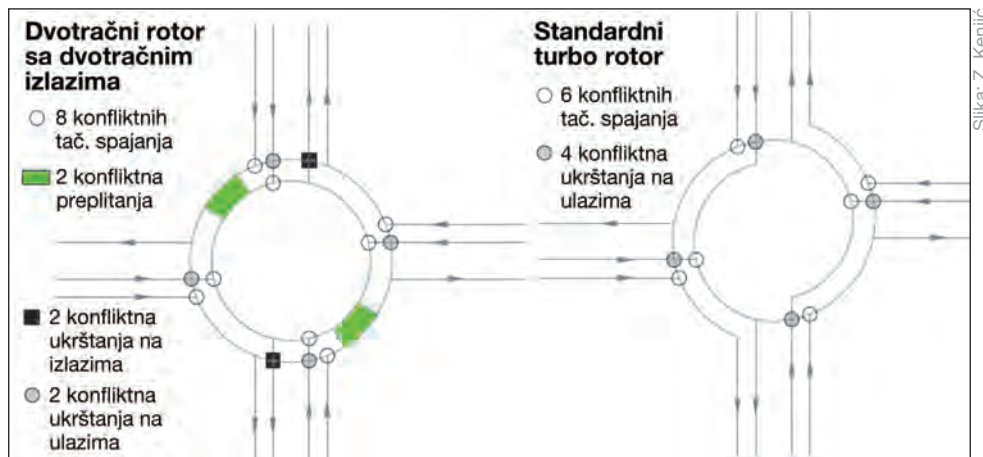 Dvotračni rotor
sa dvotračnim
izlazima
8 konfliktnih
tač. spajanja
2 konfliktna
preplitanja
2 konfliktna
ukrštanja na
izlazima
2 konfliktna
ukrštanja na
ulazima
Standardni
turbo rotor
6 konfliktnih
tač. spajanja
4 konfliktna
ukrštanja na
ulazima
Slika: Z. Kenjić